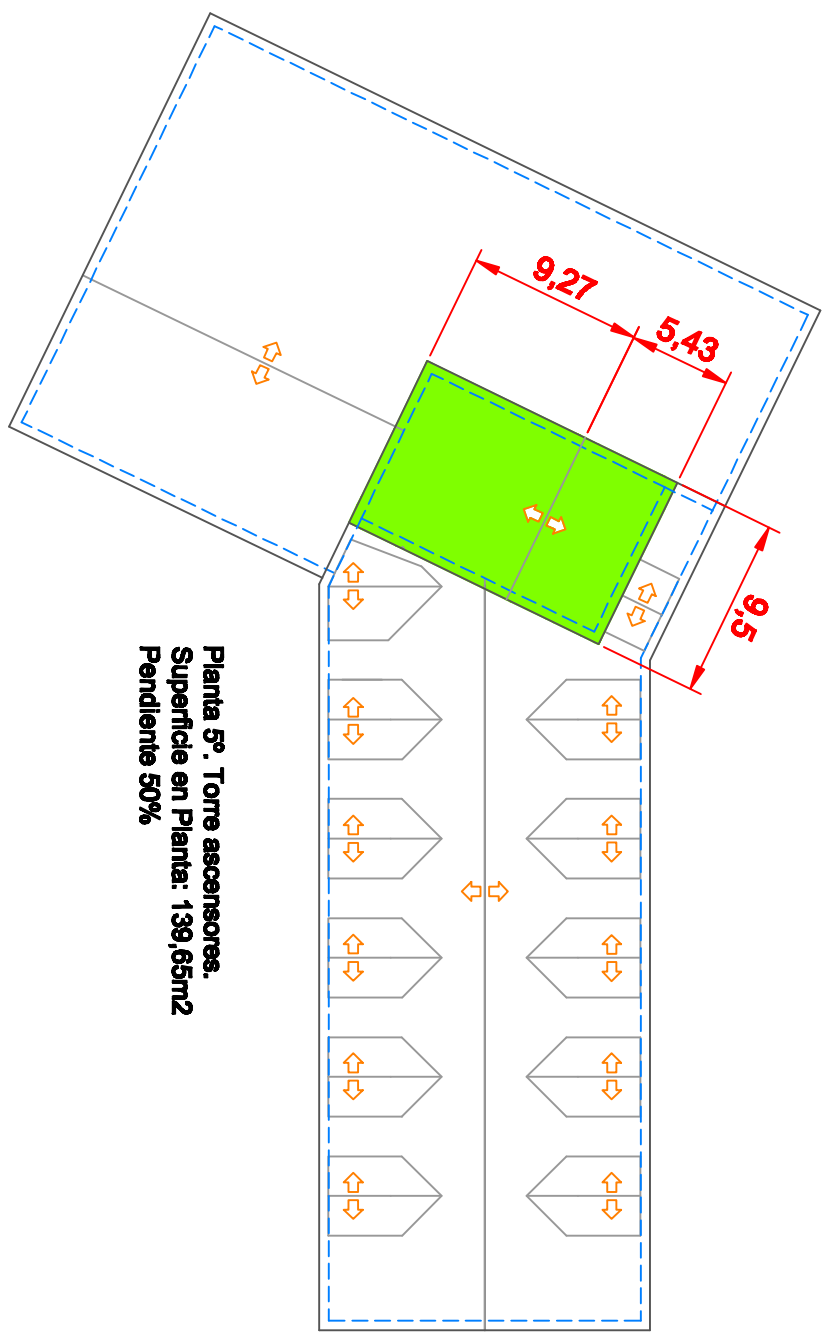 9,27
5,43
9,5
Planta 5º. Torre ascensores.
Superficie en Planta: 139,65m2
Pendiente 50%